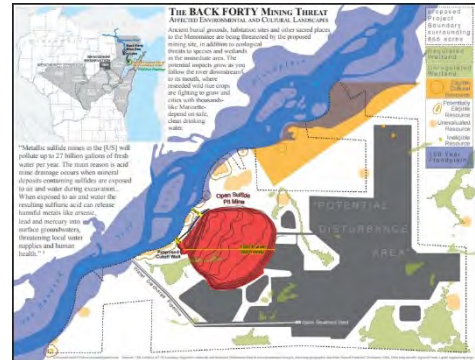 THE BACK FORTY MINING THREAT
AFFECTED ENVIRONMENTAL AND CULTURAL LANDSCAPES
Ancient burial grounds, habitation sites and other sacred places
to the Menominee are being threatened by the proposed
mining site, in addition to ecological
threats to species and wetlands
in the immediate area. The
potential impacts grow as you
follow the river downstream
to its mouth, where
reseeded wild rice crops
are fighting to grow and
cities with thousands-
like Marinette-
depend on safe,
clean drinking
water.
"Metallic sulfide mines in the [US] will
pollute up to 27 billion gallons of fresh
water per year. The main reason is acid
mine drainage occurs when mineral
deposits containing sulfides are exposed
to air and water during excavation...
When exposed to air and water the
resulting sulfuric acid can release
harmful metals like arsenic,
lead and mercury into
surface groundwaters,
threatening local water
supplies and human
health."
Open Sulfide
Pit Mine
Cutoff Wall
"POTENTIAL
DISTURBANCE
AREA"
proposed
Project
Boundary
surrounding
865 acres
Regulated
Wetland
Unregulated
Wetland
Eligible
Cultural
Resource
Potentially
Eligible
Resource
Unevaluated
Resource
Ineligible
Resource
100 Year
Floodplain